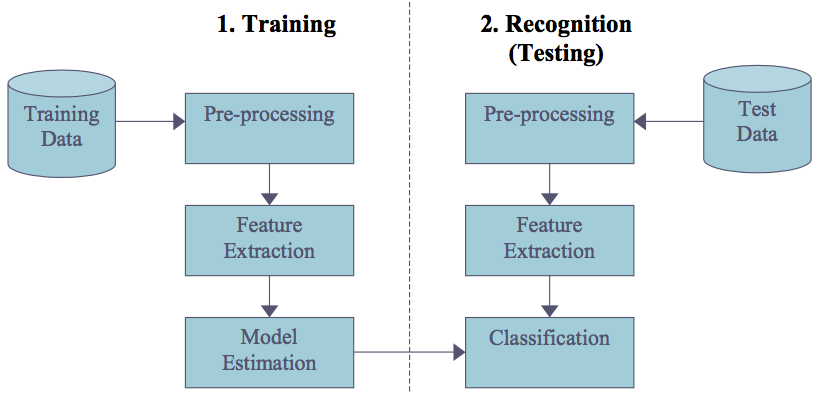 1. Training
Training
Data
Pre-processing
Feature
Extraction
Model
Estimation
2. Recognition
(Testing)
Test
Data
Pre-processing
Feature
Extraction
Classification